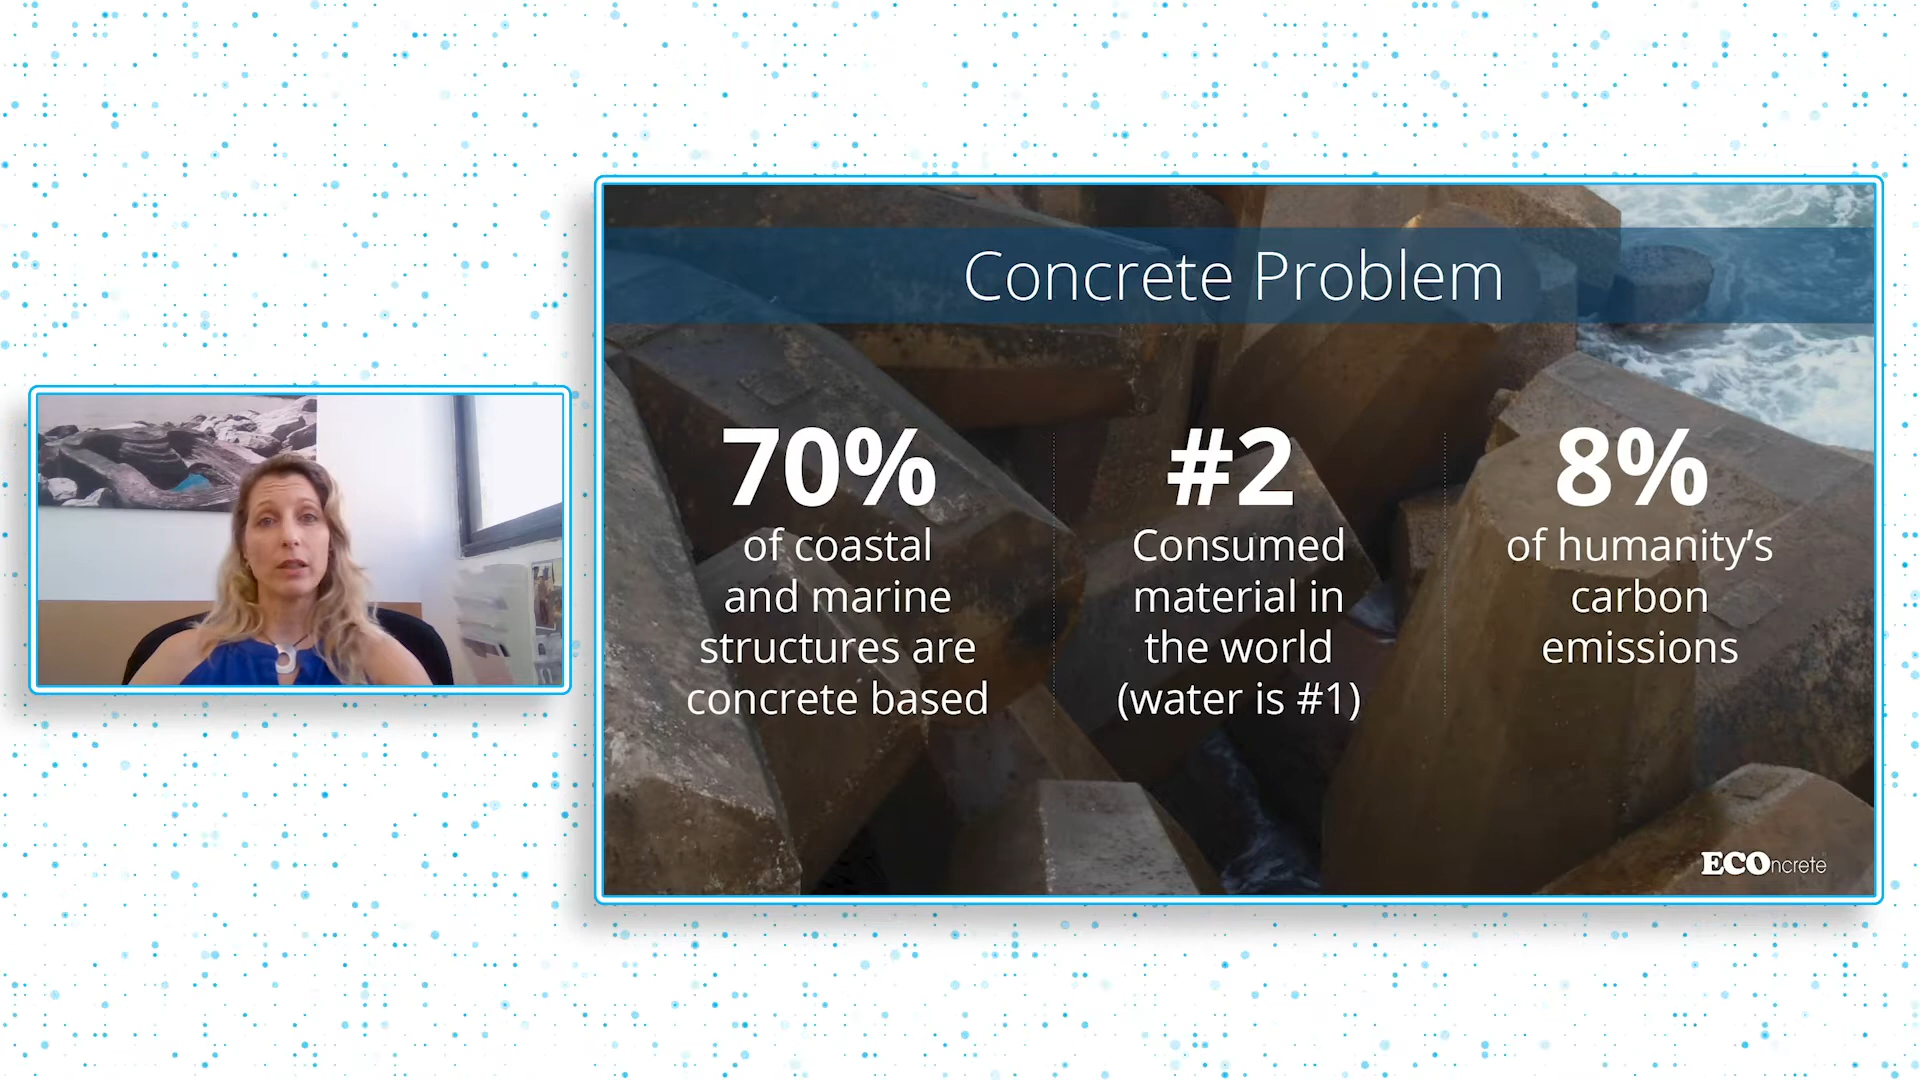 Concrete Problem
70%
of coastal
and marine
structures are
concrete based
#2
Consumed
material in
the world
(water is #1)
8%
of humanity's
carbon
emissions
ECOncrete